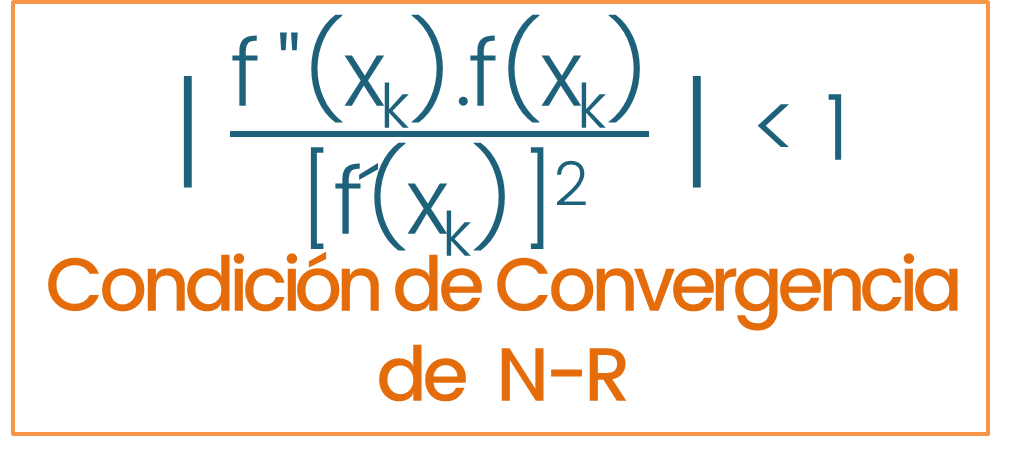 | f "(xₖ).f(xₖ) / [f´(xₖ) ]² | < 1
Condición de Convergencia
de N-R